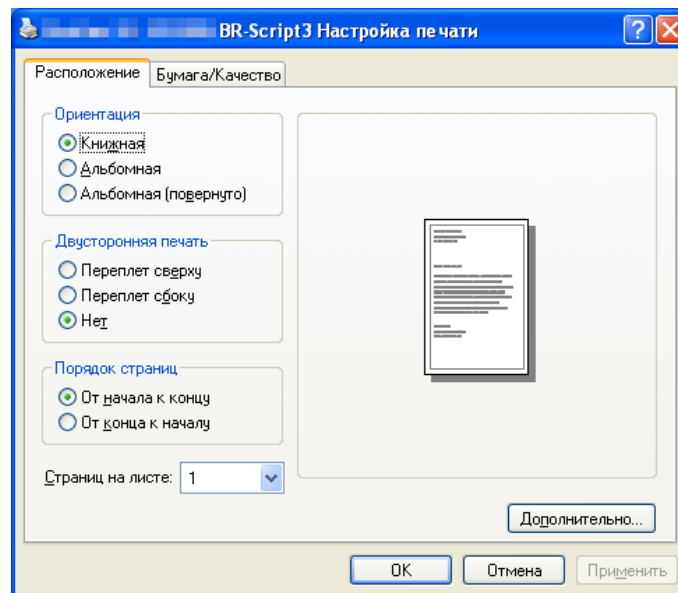 BR-Script3 Настройка печати
Расположение
Бумага/Качество
Ориентация
Книжная
Альбомная
Альбомная (повернуто)
Двусторонняя печать
Переплет сверху
Переплет сбоку
Нет
Порядок страниц
От начала к концу
От конца к началу
Страниц на листе: 1
Дополнительно...
OK Отмена Применить